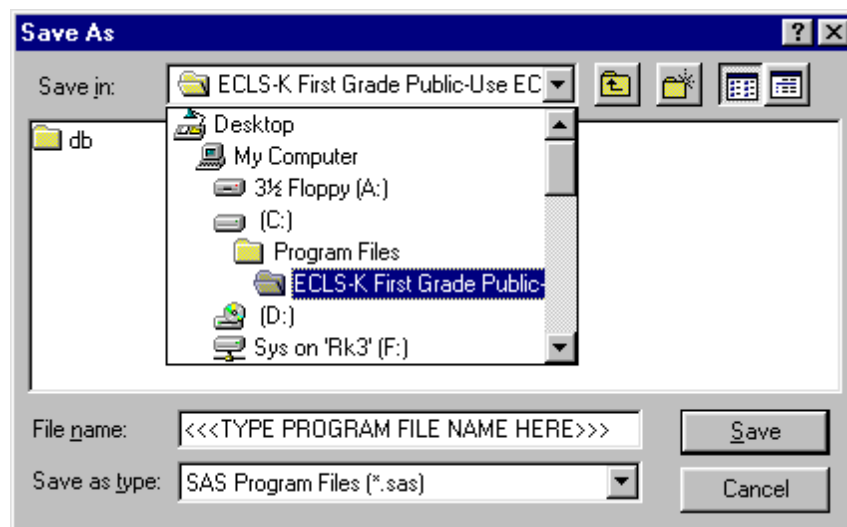 Save As
Save in: ECLS-K First Grade Public-Use EC
db
Desktop
My Computer
3½ Floppy (A:)
(C:)
Program Files
ECLS-K First Grade Public-
(D:)
Sys on 'Rk3' (F:)
File name: <<<TYPE PROGRAM FILE NAME HERE>>> Save
Save as type: SAS Program Files (*.sas) Cancel